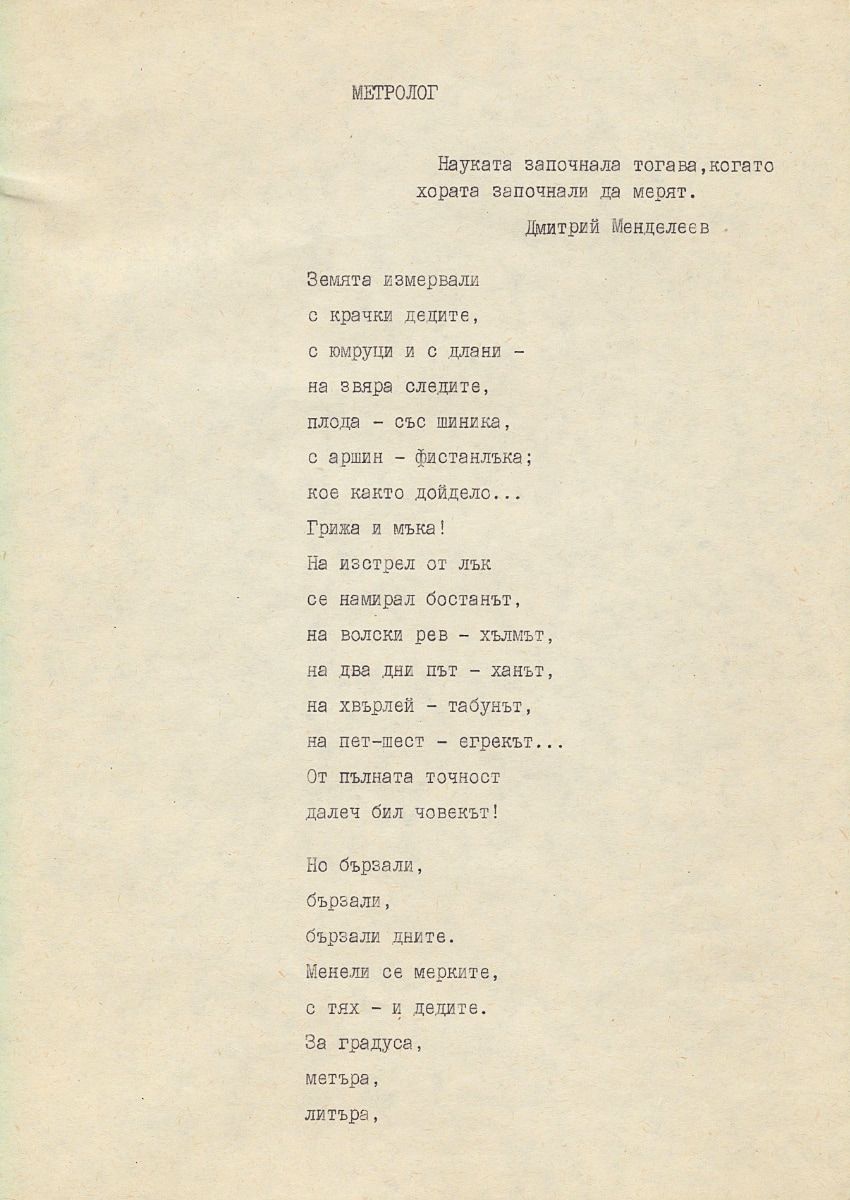 МЕТРОЛОГ
Науката започнала тогава,когато
хората започнали да мерят.
Дмитрий Менделеев
Земята измервали
с крачки дедите,
с юмруци и с длани -
на звяра следите,
плода - със шиника,
с аршин - фистанлъка;
кое както дойдело...
Грижа и мъка!
На изстрел от лък
се намирал бостанът,
на волски рев - хълмът,
на два дни път - ханът,
на хвърлей - табунът,
на пет-шест - егрекът...
От пълната точност
далеч бил човекът!
Но бързали,
бързали,
бързали дните.
Менели се мерките,
с тях - и дедите.
За градуса,
метъра,
литъра,